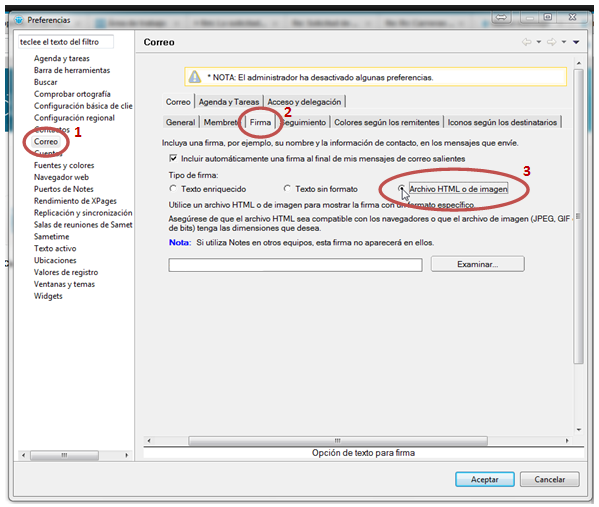 Preferencias
teclee el texto del filtro
Agenda y tareas
Barra de herramientas
Buscar
Comprobar ortografía
Configuración básica de clie
Configuración regional
Contactos
1
Correo
Cuentas
Fuentes y colores
Navegador web
Puertos de Notes
Rendimiento de XPages
Replicación y sincronización
Salas de reuniones de Samet
Sametime
Texto activo
Ubicaciones
Valores de registro
Ventanas y temas
Widgets
Correo
* NOTA: El administrador ha desactivado algunas preferencias.
Correo Agenda y Tareas Acceso y delegación
2
General Membrete Firma Seguimiento Colores según los remitentes Iconos según los destinatarios
Incluya una firma, por ejemplo, su nombre y la información de contacto, en los mensajes que envíe.
Incluir automáticamente una firma al final de mis mensajes de correo salientes
Tipo de firma:
3
Texto enriquecido Texto sin formato Archivo HTML o de imagen
Utilice un archivo HTML o de imagen para mostrar la firma con un formato específico.
Asegúrese de que el archivo HTML sea compatible con los navegadores o que el archivo de imagen (JPEG, GIF
de bits) tenga las dimensiones que desea.
Nota: Si utiliza Notes en otros equipos, esta firma no aparecerá en ellos.
Examinar...
Opción de texto para firma
Aceptar Cancelar